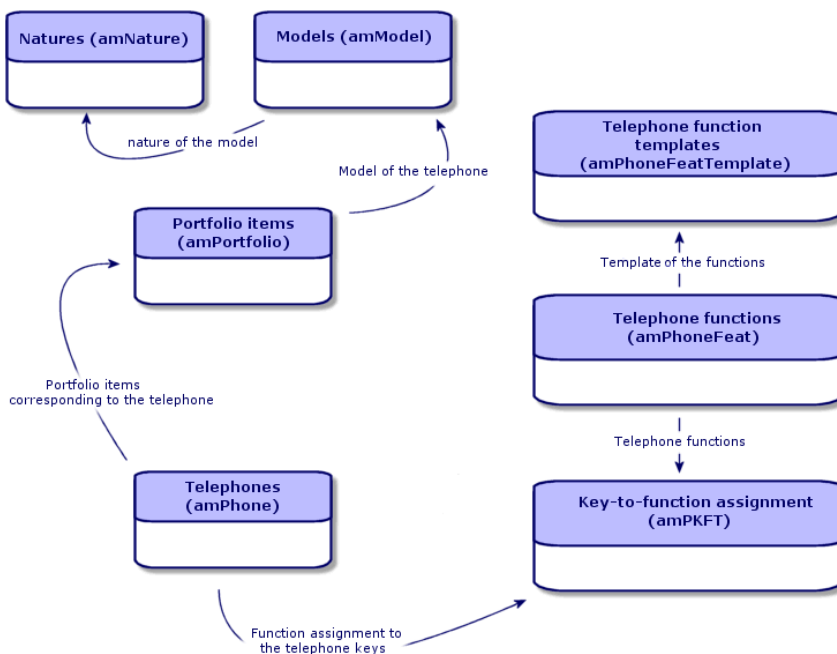 Natures (amNature)
Models (amModel)
nature of the model
Model of the telephone
Telephone function
templates
(amPhoneFeatTemplate)
Portfolio items
(amPortfolio)
Template of the functions
Telephone functions
(amPhoneFeat)
Portfolio items
corresponding to the telephone
Telephone functions
Telephones
(amPhone)
Key-to-function assignment
(amPKFT)
Function assignment to
the telephone keys